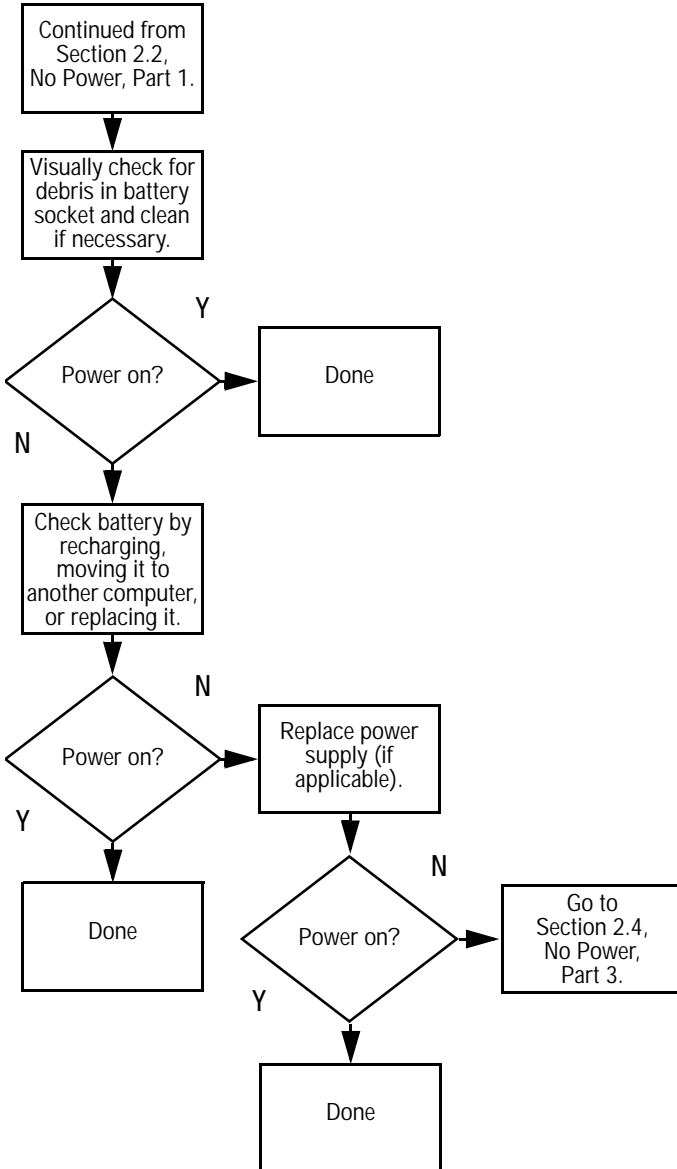 Continued from
Section 2.2,
No Power, Part 1.
Visually check for
debris in battery
socket and clean
if necessary.
Y
Power on?
Done
N
Check battery by
recharging,
moving it to
another computer,
or replacing it.
N
Power on?
Replace power
supply (if
applicable).
Y
Done
N
Power on?
Go to
Section 2.4,
No Power,
Part 3.
Y
Done